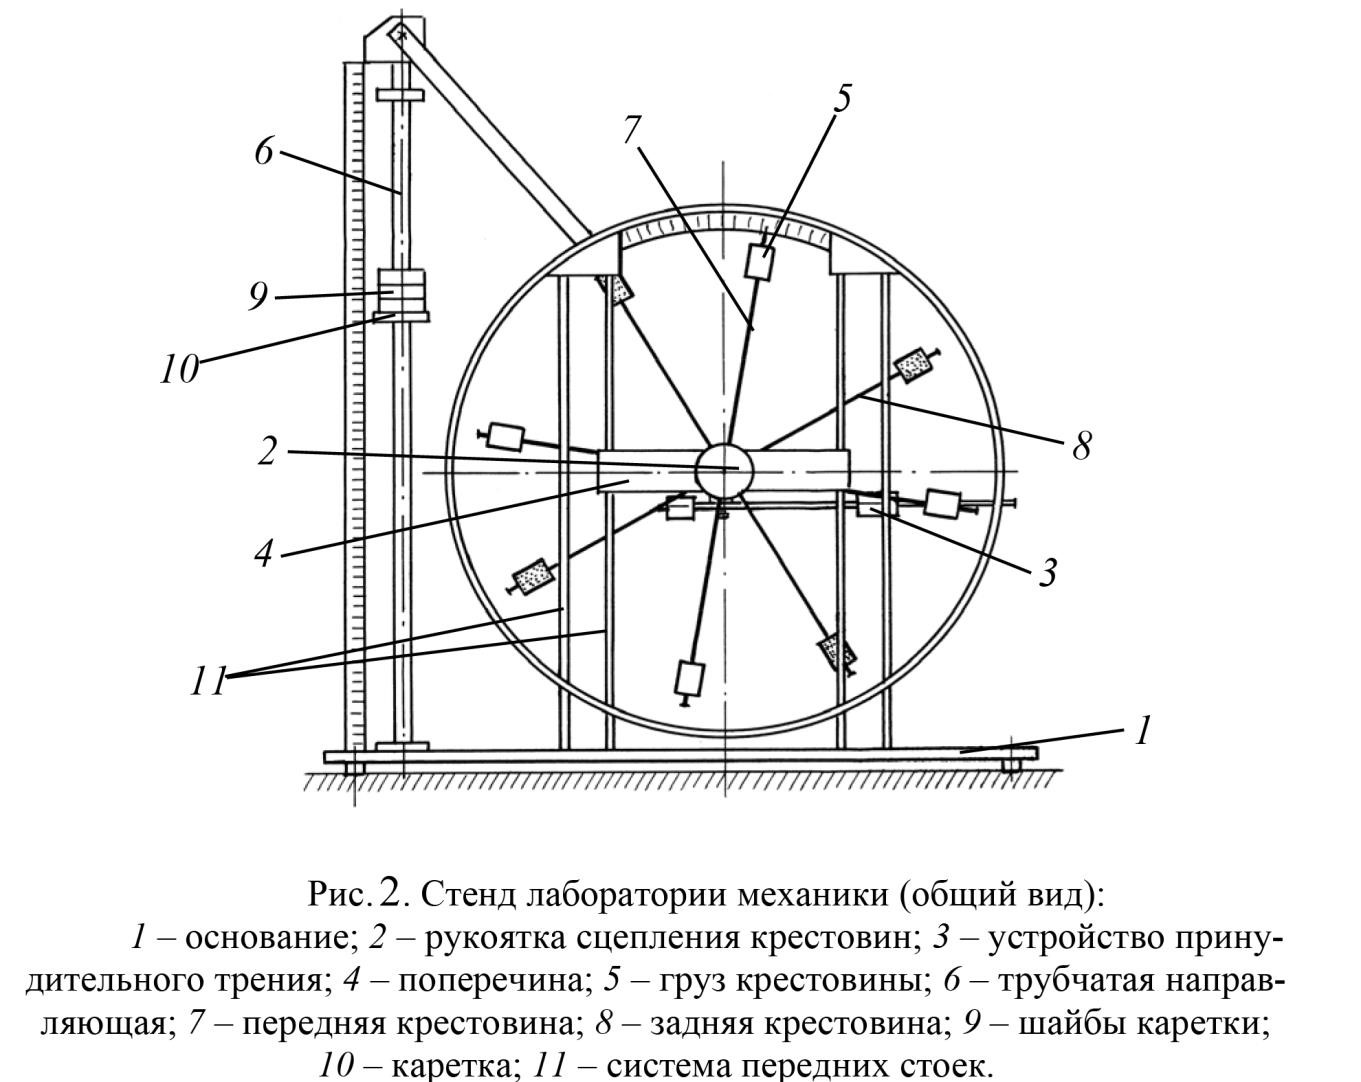 5
7
6
9
10
2
8
4
3
11
1
Рис. 2. Стенд лаборатории механики (общий вид):
1 – основание; 2 – рукоятка сцепления крестовин; 3 – устройство прину-
дительного трения; 4 – поперечина; 5 – груз крестовины; 6 – трубчатая направ-
ляющая; 7 – передняя крестовина; 8 – задняя крестовина; 9 – шайбы каретки;
10 – каретка; 11 – система передних стоек.